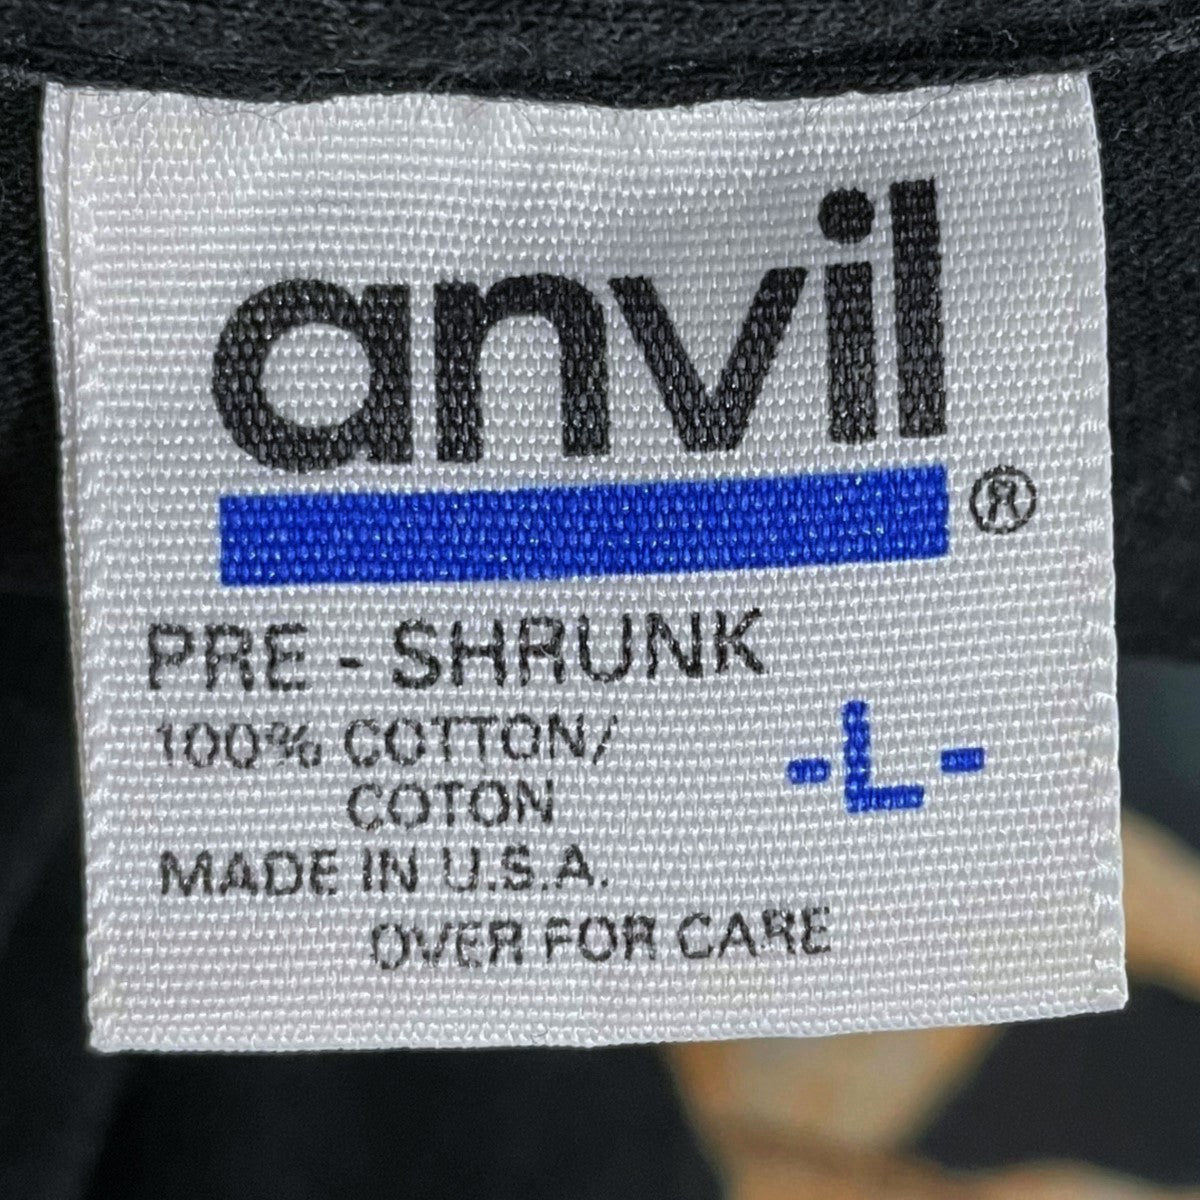 anvil
®
PRE - SHRUNK
100% COTTON/
COTON
-L-
MADE IN U.S.A.
OVER FOR CARE